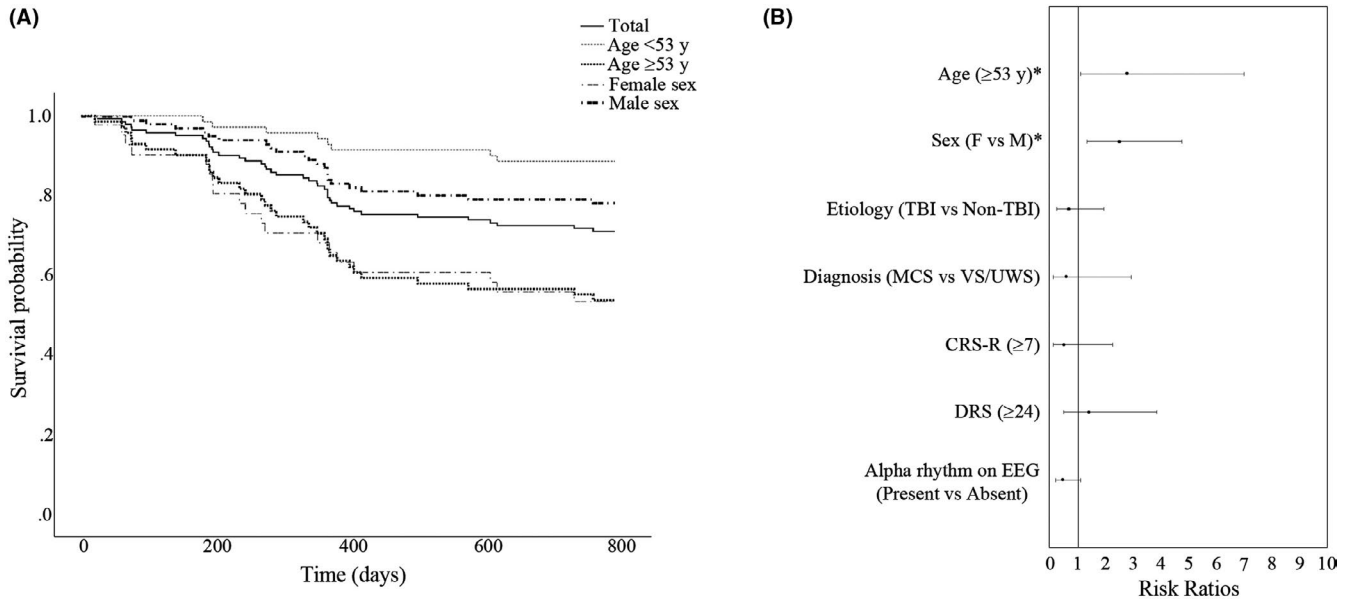 (A)
Total
Age <53 y
Age ≥53 y
Female sex
Male sex
1.0
.8
.6
.4
.2
.0
Survivial probability
0 200 400 600 800
Time (days)
(B)
Age (≥53 y)*
Sex (F vs M)*
Etiology (TBI vs Non-TBI)
Diagnosis (MCS vs VS/UWS)
CRS-R (≥7)
DRS (≥24)
Alpha rhythm on EEG
(Present vs Absent)
0 1 2 3 4 5 6 7 8 9 10
Risk Ratios